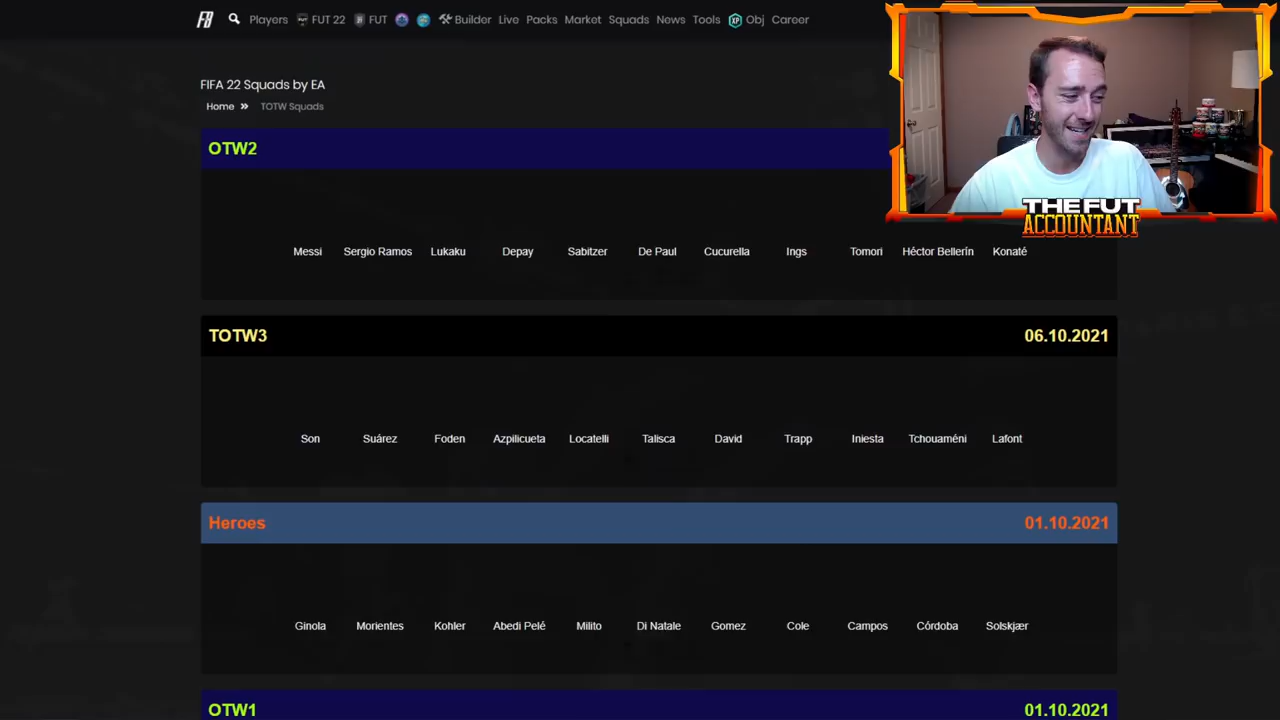 FB Players FUT 22 FUT Builder Live Packs Market Squads News Tools XP Obj Career
FIFA 22 Squads by EA
Home » TOTW Squads
OTW2
Messi Sergio Ramos Lukaku Depay Sabitzer De Paul Cucurella Ings Tomori Héctor Bellerín Konaté
THE FUT
ACCOUNTANT
TOTW3 06.10.2021
Son Suárez Foden Azpilicueta Locatelli Talisca David Trapp Iniesta Tchouaméni Lafont
Heroes 01.10.2021
Ginola Morientes Kohler Abedi Pelé Milito Di Natale Gomez Cole Campos Córdoba Solskjær
OTW1 01.10.2021